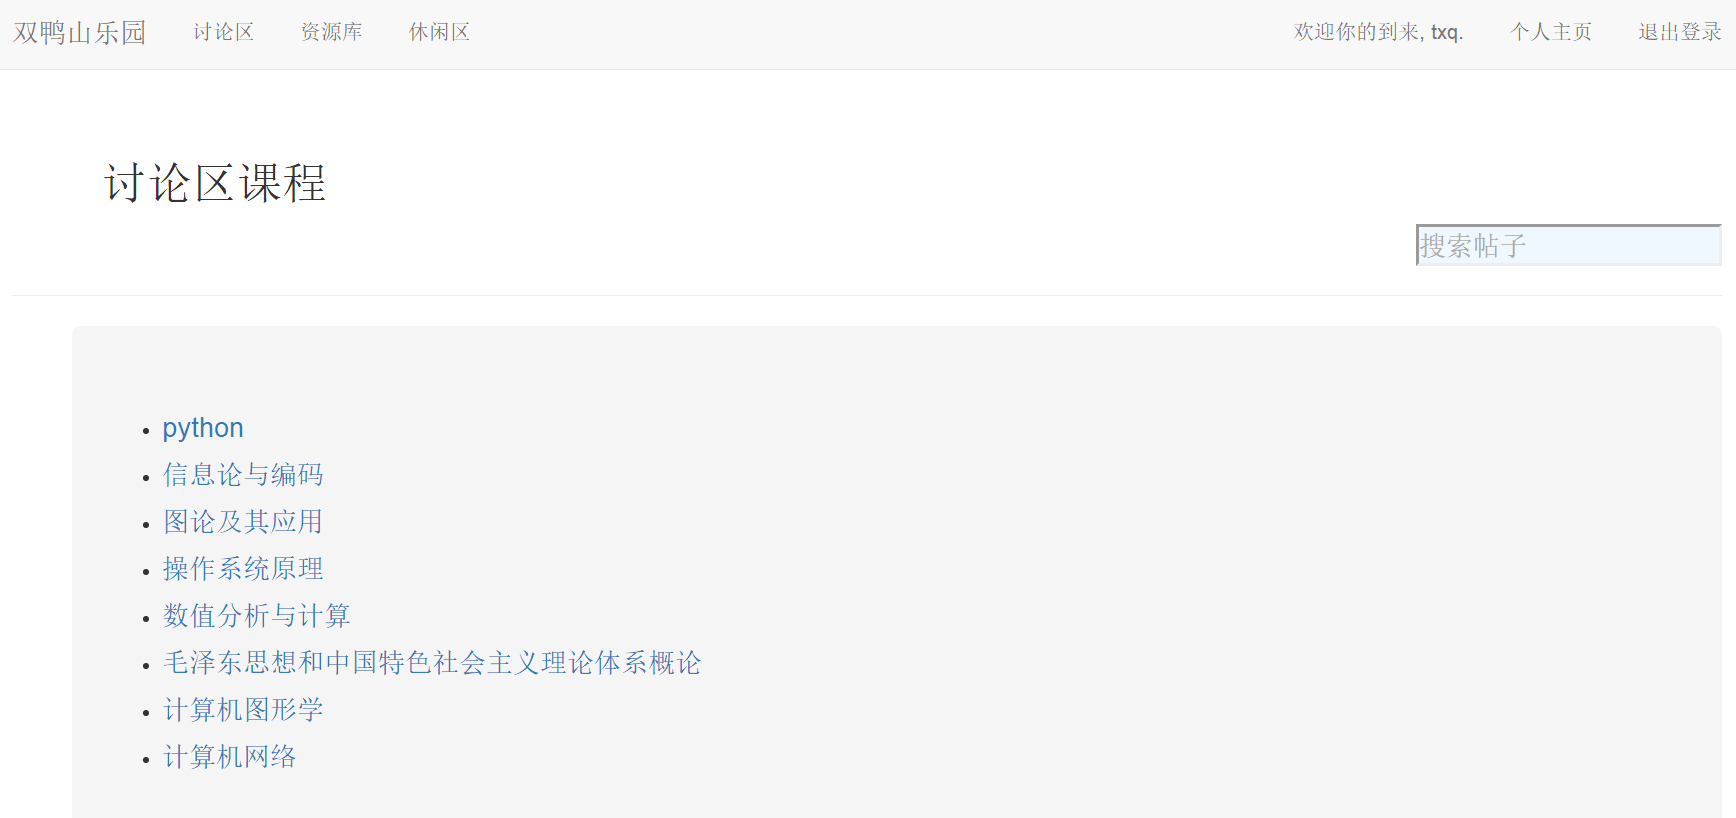 双鸭山乐园 讨论区 资源库 休闲区 欢迎你的到来, txq. 个人主页 退出登录
讨论区课程
搜索帖子
python
信息论与编码
图论及其应用
操作系统原理
数值分析与计算
毛泽东思想和中国特色社会主义理论体系概论
计算机图形学
计算机网络